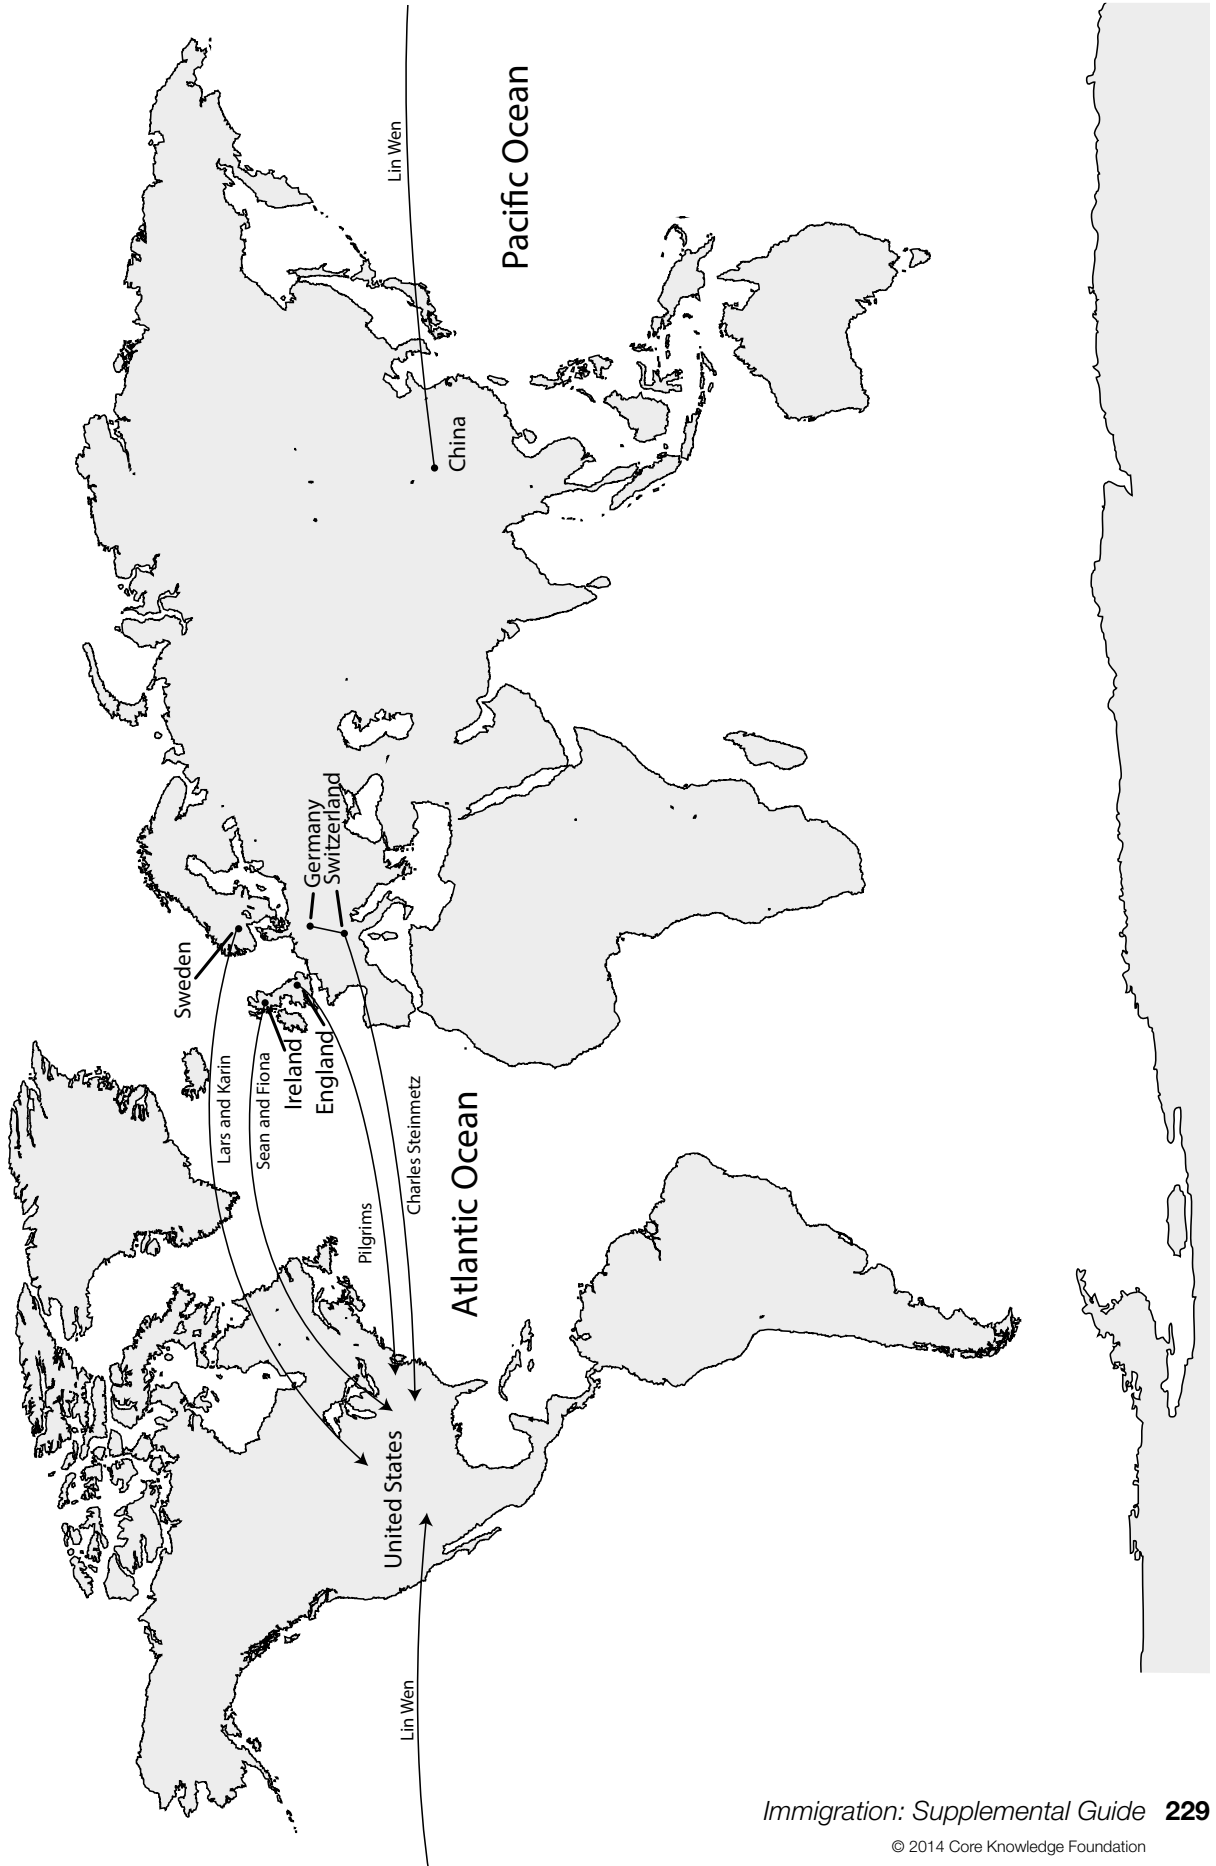 United States
Lin Wen
Lars and Karin
Sean and Fiona
Pilgrims
Charles Steinmetz
Atlantic Ocean
Sweden
Ireland
England
Germany
Switzerland
China
Lin Wen
Pacific Ocean
Immigration: Supplemental Guide 229
© 2014 Core Knowledge Foundation